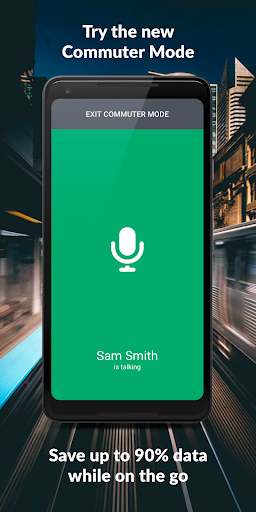 Try the new
Commuter Mode
EXIT COMMUTER MODE
Sam Smith
is talking
Save up to 90% data
while on the go